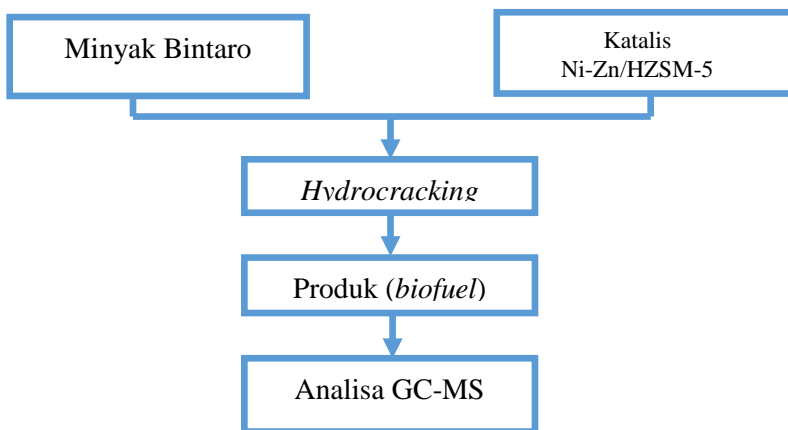 Minyak Bintaro
Katalis
Ni-Zn/HZSM-5
Hydrocracking
Produk (biofuel)
Analisa GC-MS